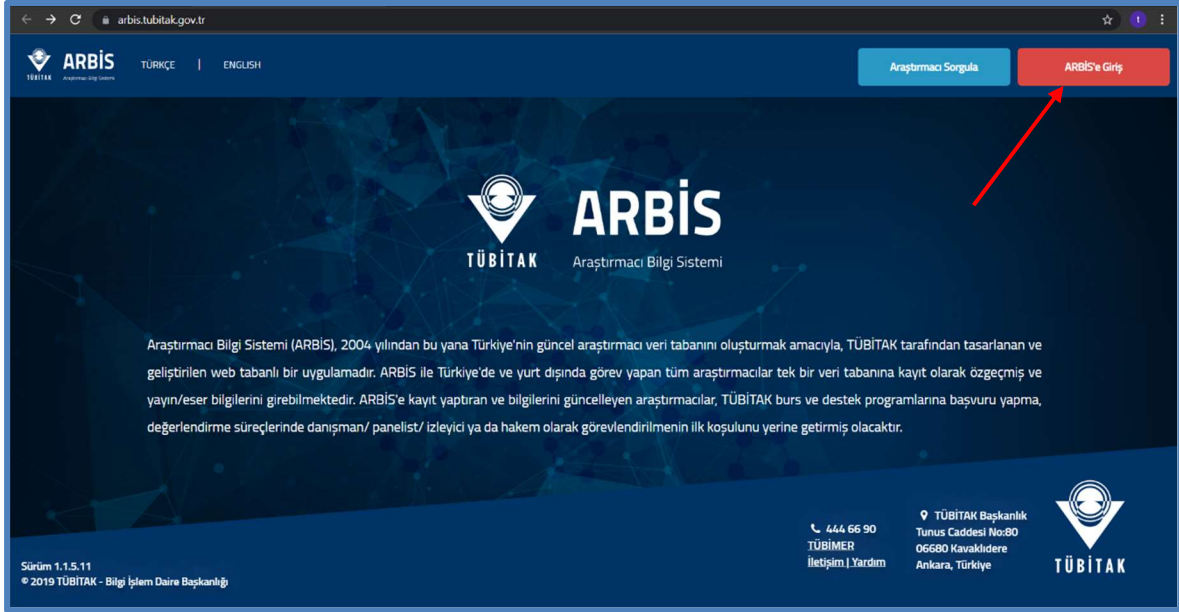 arbis.tubitak.gov.tr
TÜBİTAK
ARBİS
Araştırmacı Bilgi Sistemi
TÜRKÇE | ENGLISH
Araştırmacı Sorgula
ARBİS'e Giriş
TÜBİTAK
ARBİS
Araştırmacı Bilgi Sistemi
Araştırmacı Bilgi Sistemi (ARBİS), 2004 yılından bu yana Türkiye'nin güncel araştırmacı veri tabanını oluşturmak amacıyla, TÜBİTAK tarafından tasarlanan ve
geliştirilen web tabanlı bir uygulamadır. ARBİS ile Türkiye'de ve yurt dışında görev yapan tüm araştırmacılar tek bir veri tabanına kayıt olarak özgeçmiş ve
yayın/eser bilgilerini girebilmektedir. ARBİS'e kayıt yaptıran ve bilgilerini güncelleyen araştırmacılar, TÜBİTAK burs ve destek programlarına başvuru yapma,
değerlendirme süreçlerinde danışman/ panelist/ izleyici ya da hakem olarak görevlendirilmenin ilk koşulunu yerine getirmiş olacaktır.
Sürüm 1.1.5.11
© 2019 TÜBİTAK - Bilgi İşlem Daire Başkanlığı
444 66 90
TÜBİMER
İletişim | Yardım
TÜBİTAK Başkanlık
Tunus Caddesi No:80
06680 Kavaklıdere
Ankara, Türkiye
TÜBİTAK
t